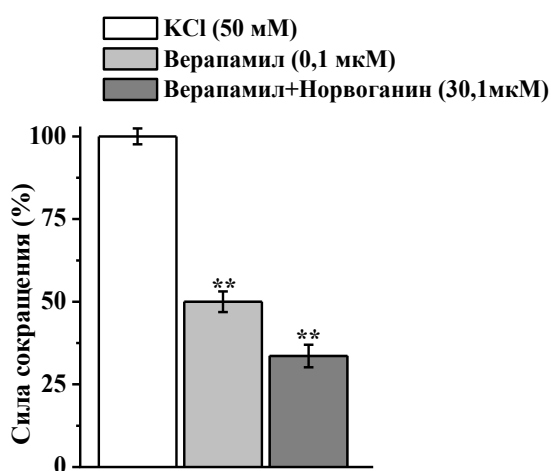 KCl (50 мМ)
Верапамил (0,1 мкМ)
Верапамил+Норвоганин (30,1мкМ)
Сила сокращения (%)
100
75
50
25
0
**
**